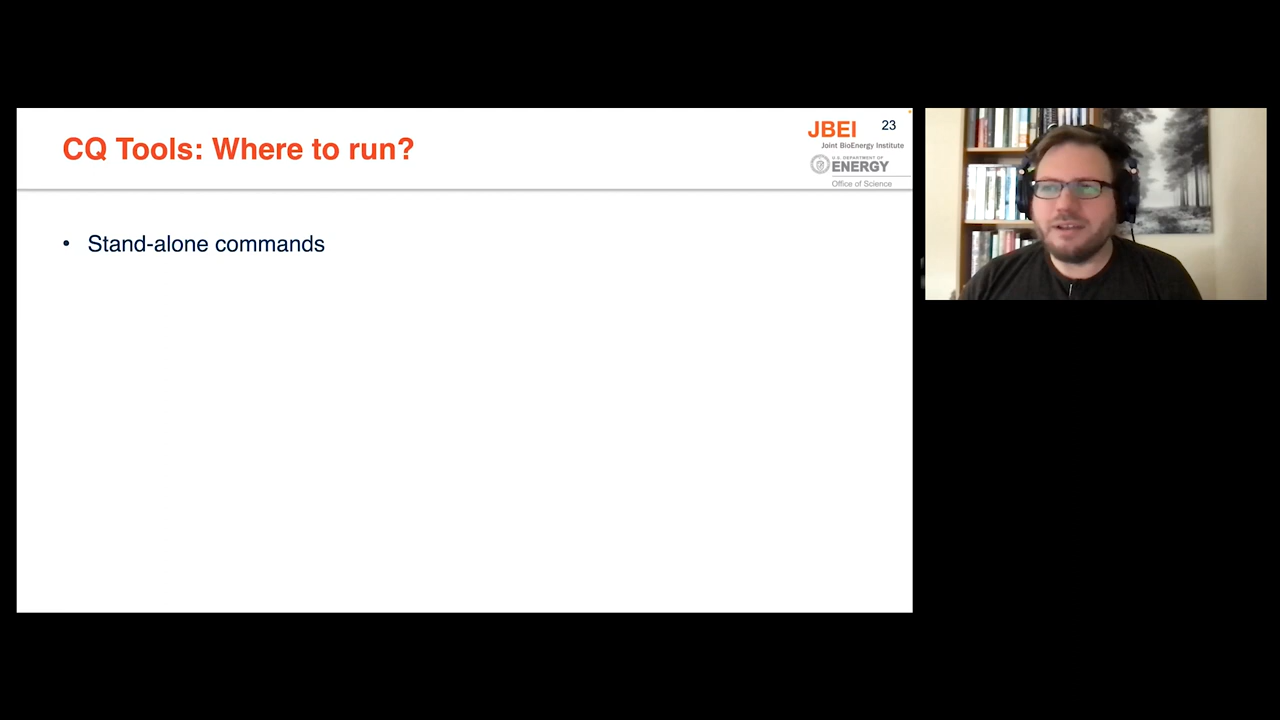 CQ Tools: Where to run?
JBEI 23
Joint BioEnergy Institute
U.S. DEPARTMENT OF
ENERGY
Office of Science
• Stand-alone commands